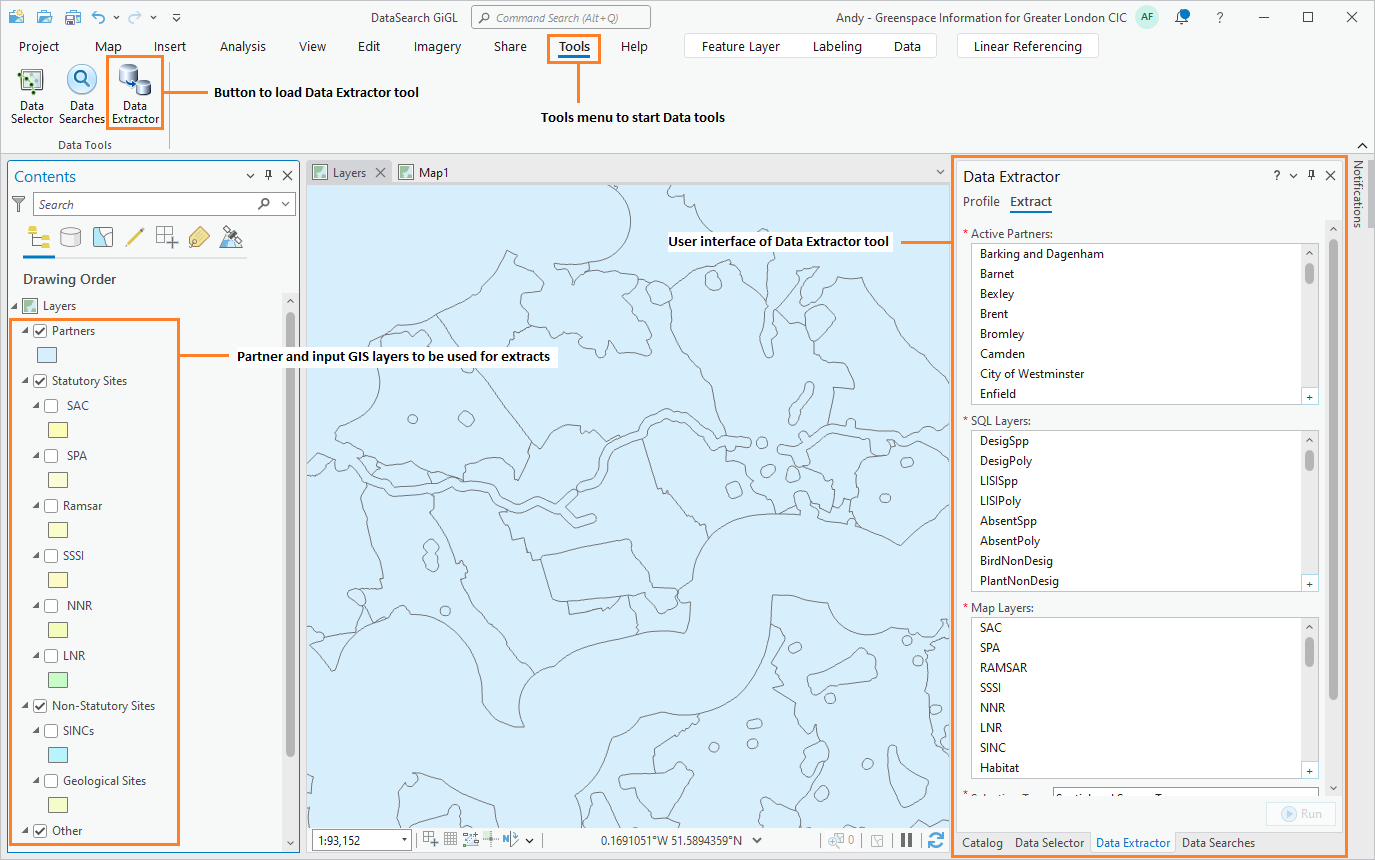 DataSearch GiGL
Command Search (Alt+Q)
Andy - Greenspace Information for Greater London CIC
AF
?
Project
Map
Insert
Analysis
View
Edit
Imagery
Share
Tools
Help
Feature Layer
Labeling
Data
Linear Referencing
Data
Selector
Data
Searches
Data
Extractor
Data Tools
Button to load Data Extractor tool
Tools menu to start Data tools
Contents
Search
Drawing Order
Layers
Partners
Statutory Sites
SAC
SPA
Ramsar
SSSI
NNR
LNR
Non-Statutory Sites
SINCs
Geological Sites
Other
Layers
Map1
User interface of Data Extractor tool
Partner and input GIS layers to be used for extracts
1:93,152
N
0.1691051°W 51.5894359°N
0
Data Extractor
?
Profile
Extract
* Active Partners:
Barking and Dagenham
Barnet
Bexley
Brent
Bromley
Camden
City of Westminster
Enfield
+
* SQL Layers:
DesigSpp
DesigPoly
LISISpp
LISIPoly
AbsentSpp
AbsentPoly
BirdNonDesig
PlantNonDesig
+
* Map Layers:
SAC
SPA
RAMSAR
SSSI
NNR
LNR
SINC
Habitat
+
Run
Catalog
Data Selector
Data Extractor
Data Searches
Notifications